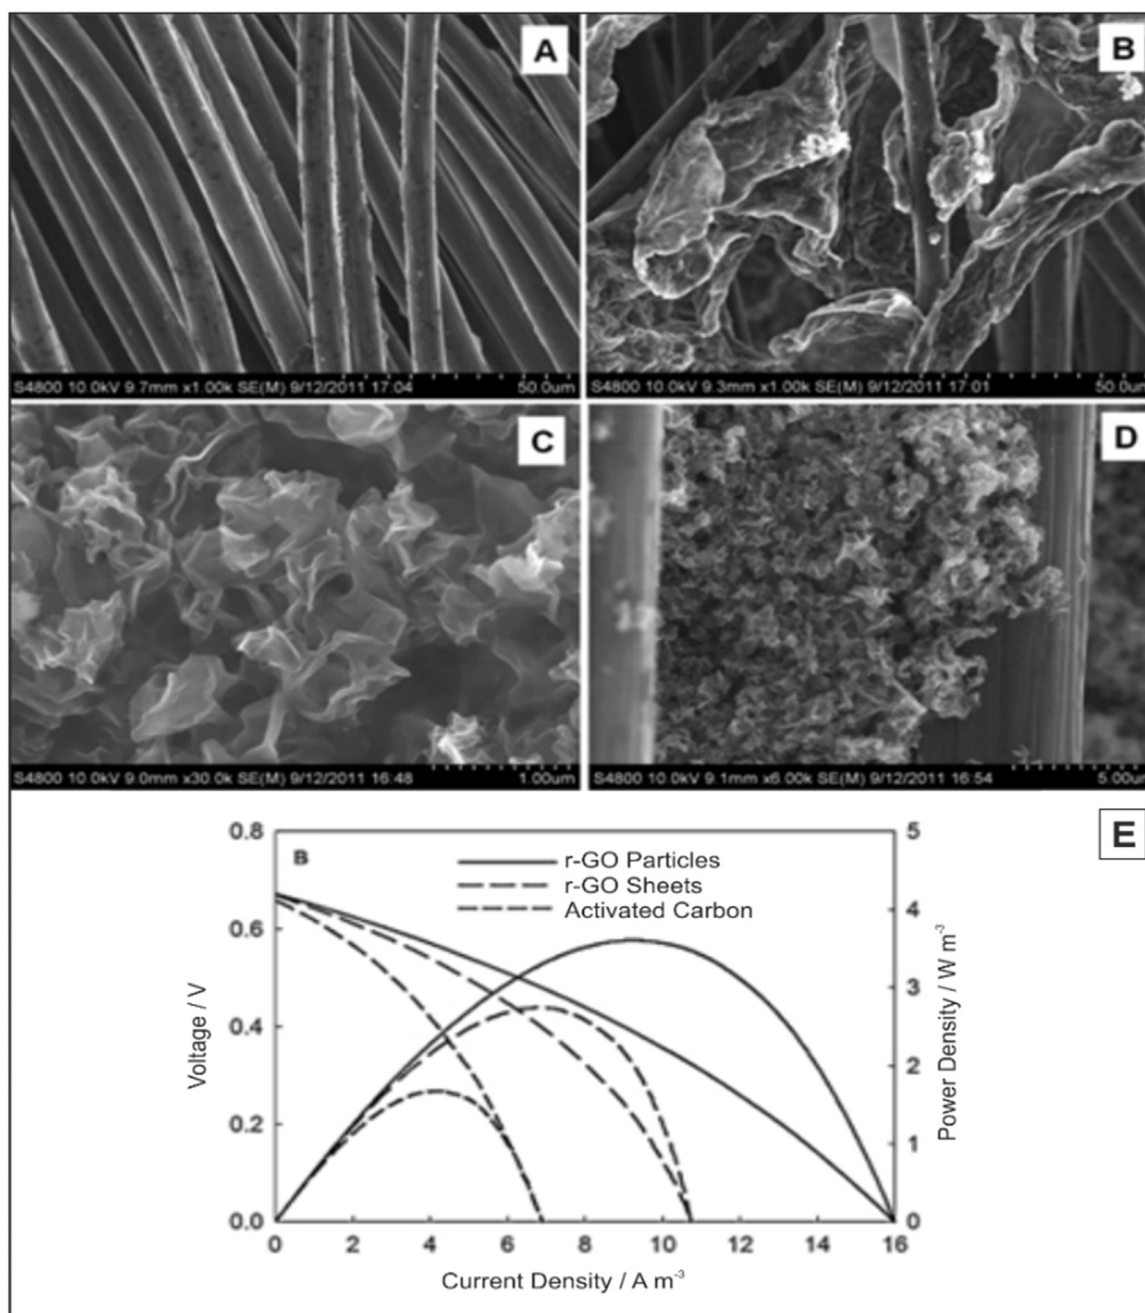 A
B
S4800 10.0kV 9.7mm x1.00k SE(M) 9/12/2011 17:04 50.0um
S4800 10.0kV 9.3mm x1.00k SE(M) 9/12/2011 17:01 50.0um
C
D
S4800 10.0kV 9.0mm x30.0k SE(M) 9/12/2011 16:48 1.00um
S4800 10.0kV 9.1mm x6.00k SE(M) 9/12/2011 16:54 5.00um
E
B
r-GO Particles
r-GO Sheets
Activated Carbon
Voltage / V
0.8
0.6
0.4
0.2
0.0
5
4
3
2
1
0
Power Density / W m⁻³
0 2 4 6 8 10 12 14 16
Current Density / A m⁻³